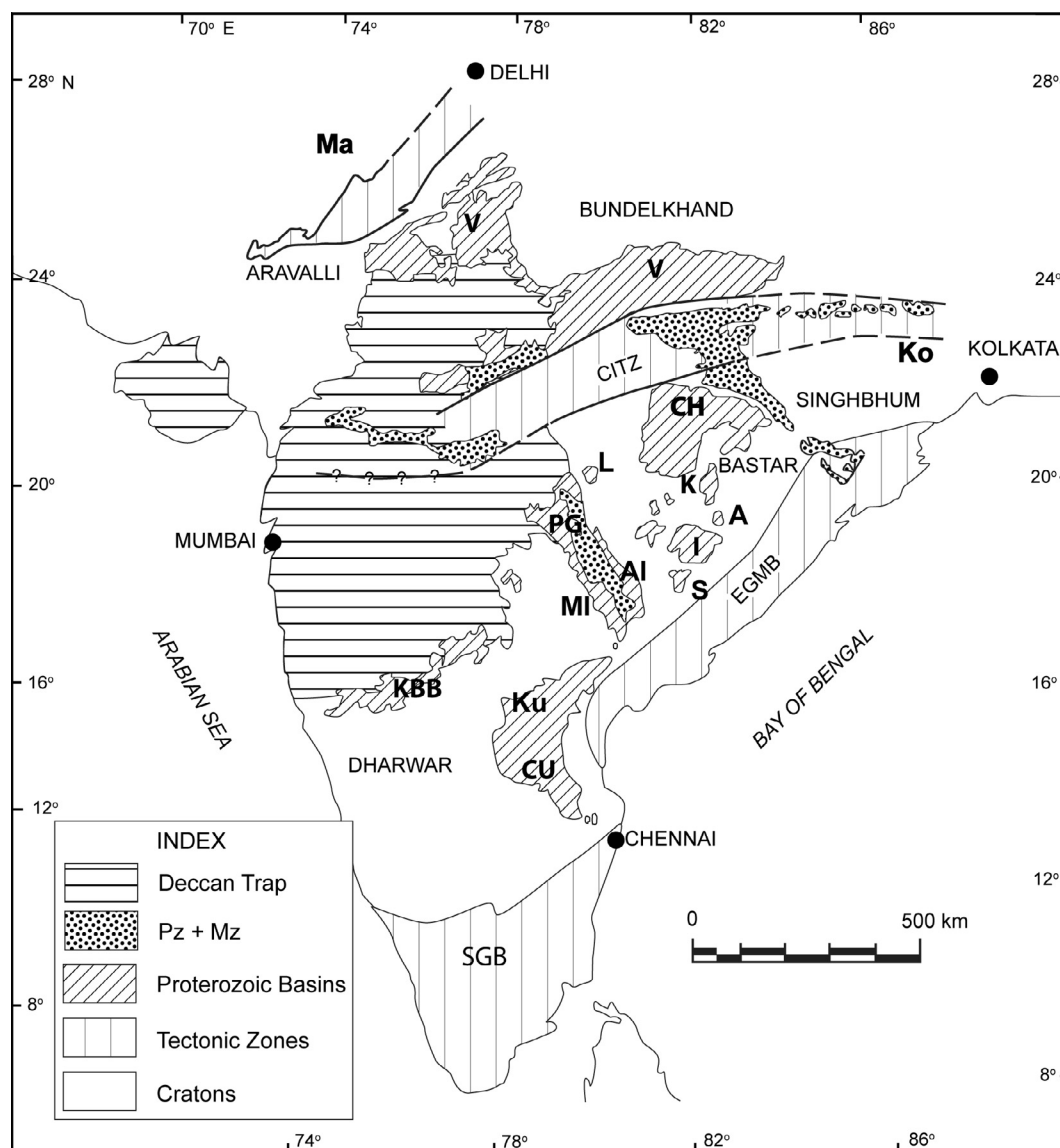 70° E
74°
78°
82°
86°
28° N
28°
DELHI
Ma
BUNDELKHAND
V
V
ARAVALLI
24°
24°
Ko
KOLKATA
CITZ
CH
SINGHBHUM
BASTAR
L
K
20°
20°
? ? ? ?
A
PG
MUMBAI
I
AI
S
EGMB
MI
ARABIAN SEA
BAY OF BENGAL
16°
16°
KBB
Ku
DHARWAR
CU
12°
12°
CHENNAI
INDEX
Deccan Trap
Pz + Mz
Proterozoic Basins
Tectonic Zones
Cratons
0 500 km
SGB
8°
8°
74°
78°
82°
86°